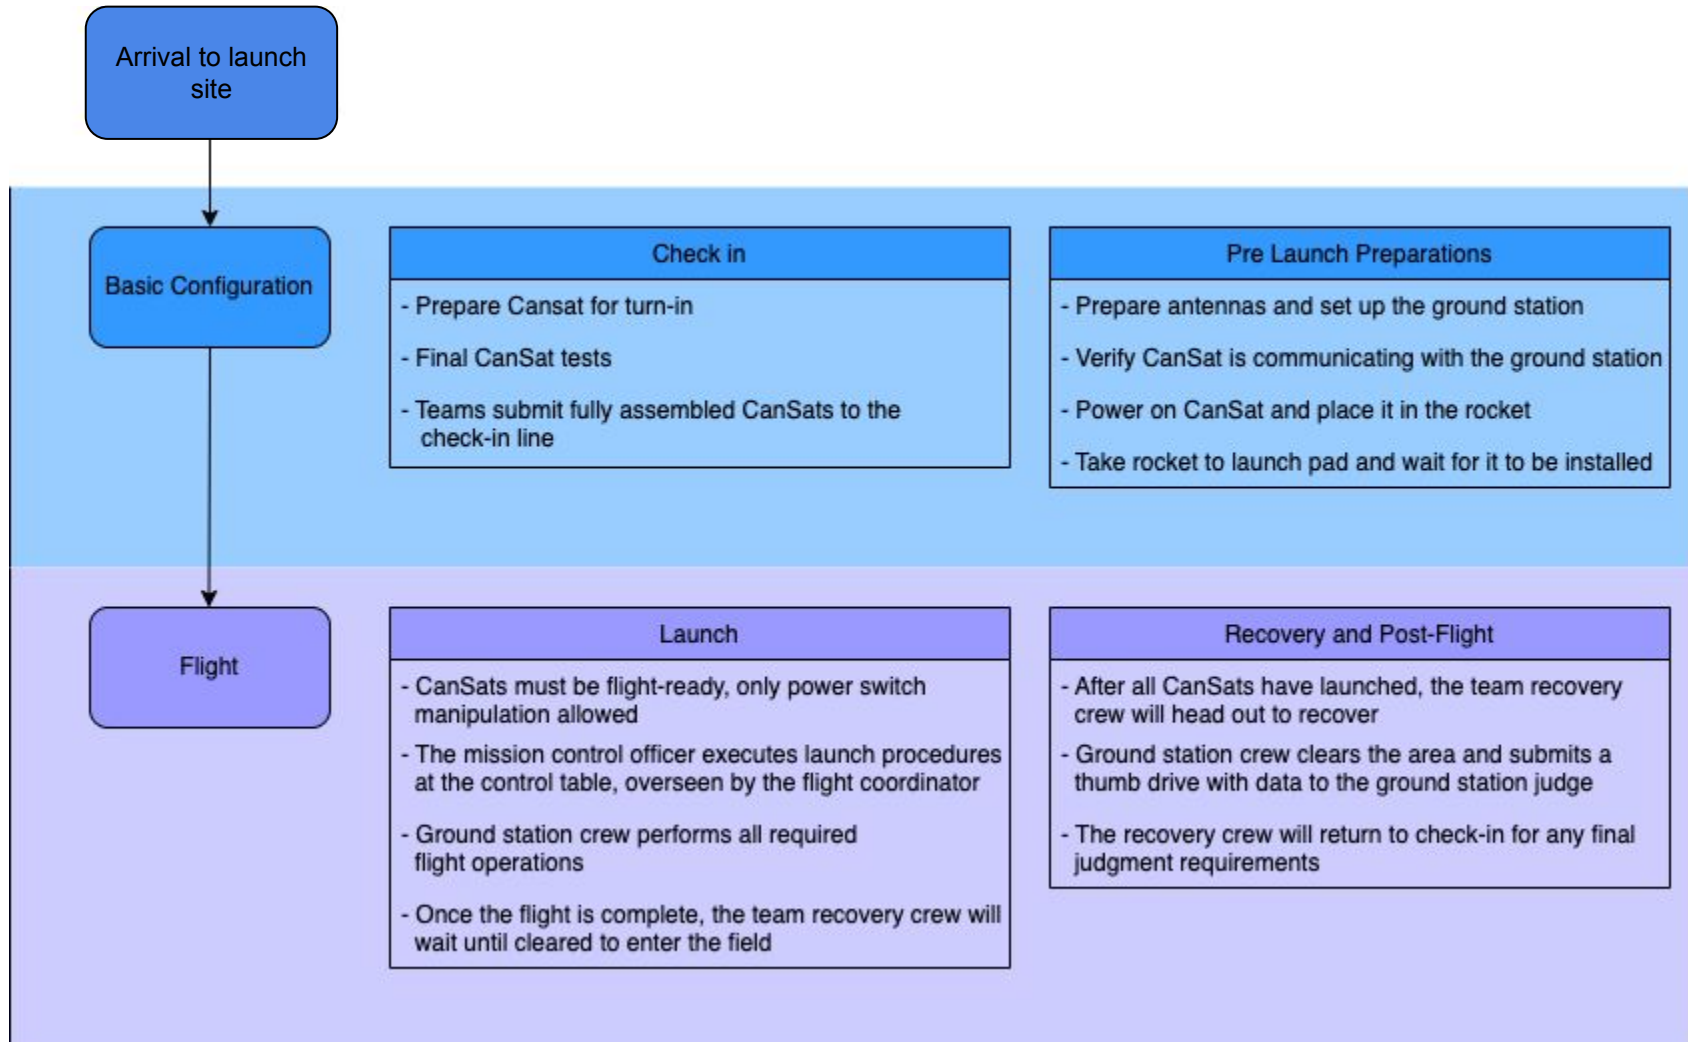 Arrival to launch
site
Basic Configuration
Check in
- Prepare Cansat for turn-in
- Final CanSat tests
- Teams submit fully assembled CanSats to the
check-in line
Pre Launch Preparations
- Prepare antennas and set up the ground station
- Verify CanSat is communicating with the ground station
- Power on CanSat and place it in the rocket
- Take rocket to launch pad and wait for it to be installed
Flight
Launch
- CanSats must be flight-ready, only power switch
manipulation allowed
- The mission control officer executes launch procedures
at the control table, overseen by the flight coordinator
- Ground station crew performs all required
flight operations
- Once the flight is complete, the team recovery crew will
wait until cleared to enter the field
Recovery and Post-Flight
- After all CanSats have launched, the team recovery
crew will head out to recover
- Ground station crew clears the area and submits a
thumb drive with data to the ground station judge
- The recovery crew will return to check-in for any final
judgment requirements